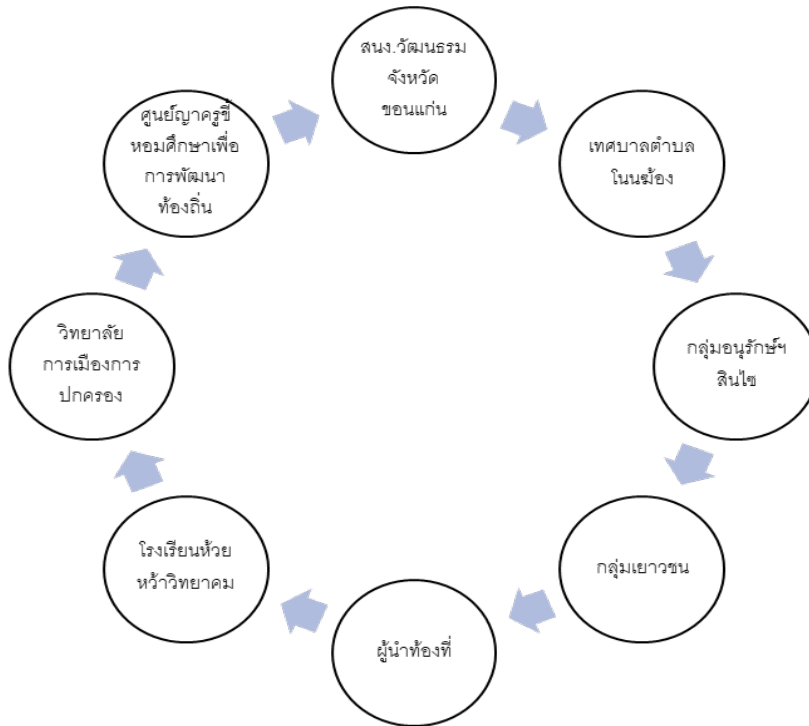 สนง.วัฒนธรรม
จังหวัด
ขอนแก่น
เทศบาลตำบล
โนนฆ้อง
กลุ่มอนุรักษ์ฯ
สินไซ
กลุ่มเยาวชน
ผู้นำท้องที่
โรงเรียนห้วย
หว้าวิทยาคม
วิทยาลัย
การเมืองการ
ปกครอง
ศูนย์ญาครูขี้
หอมศึกษาเพื่อ
การพัฒนา
ท้องถิ่น